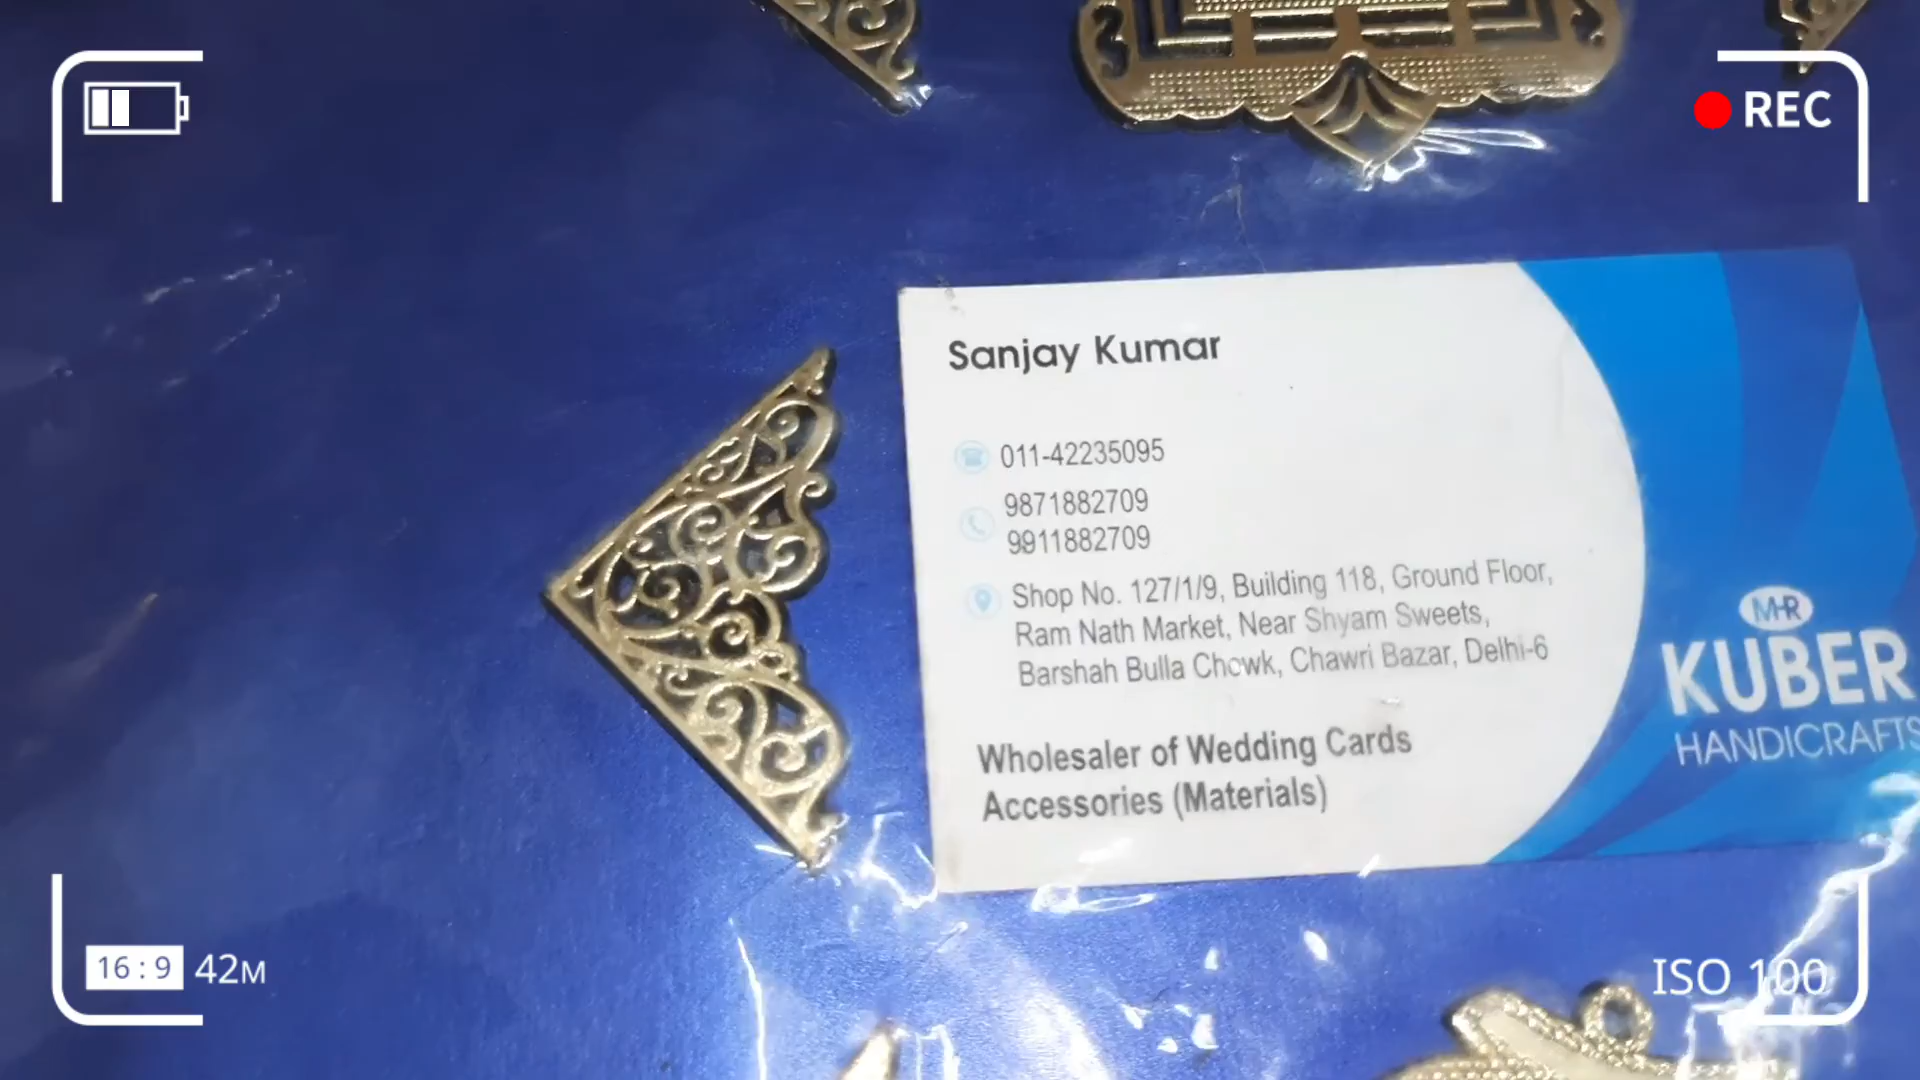 REC
Sanjay Kumar
011-42235095
9871882709
9911882709
Shop No. 127/1/9, Building 118, Ground Floor,
Ram Nath Market, Near Shyam Sweets,
Barshah Bulla Chowk, Chawri Bazar, Delhi-6
Wholesaler of Wedding Cards
Accessories (Materials)
MHR
KUBER
HANDICRAFTS
16:9 42M
ISO 100